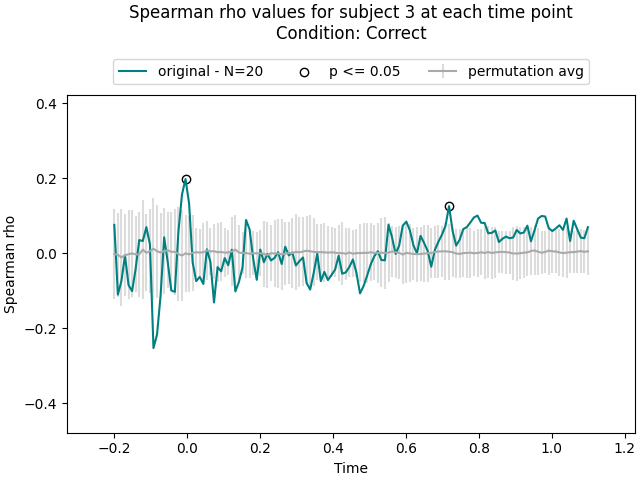 Spearman rho values for subject 3 at each time point
Condition: Correct
original - N=20
p <= 0.05
permutation avg
0.4
0.2
0.0
−0.2
−0.4
Spearman rho
−0.2
0.0
0.2
0.4
0.6
0.8
1.0
1.2
Time